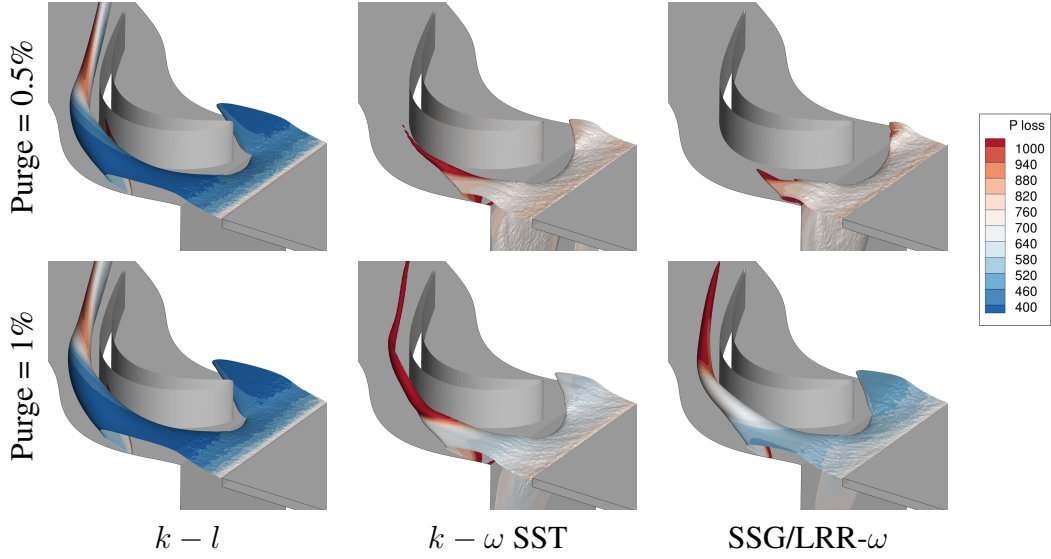 Purge = 0.5%
P loss
1000
940
880
820
760
700
640
580
520
460
400
Purge = 1%
k − l
k − ω SST
SSG/LRR-ω